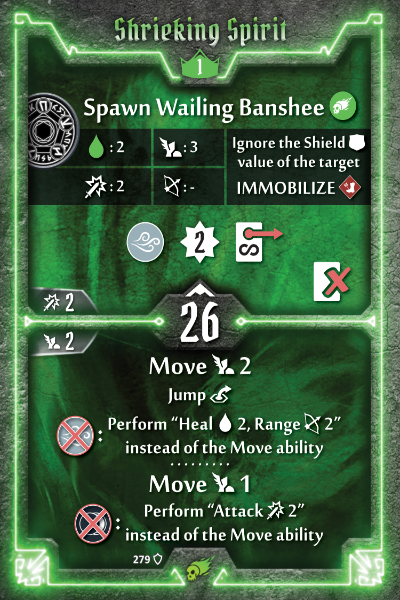 Shrieking Spirit
1
Spawn Wailing Banshee
: 2
: 3
Ignore the Shield
value of the target
: 2
: -
IMMOBILIZE
2
S
X
2
26
2
Move 2
Jump
: Perform “Heal 2, Range 2”
instead of the Move ability
Move 1
: Perform “Attack 2”
instead of the Move ability
279